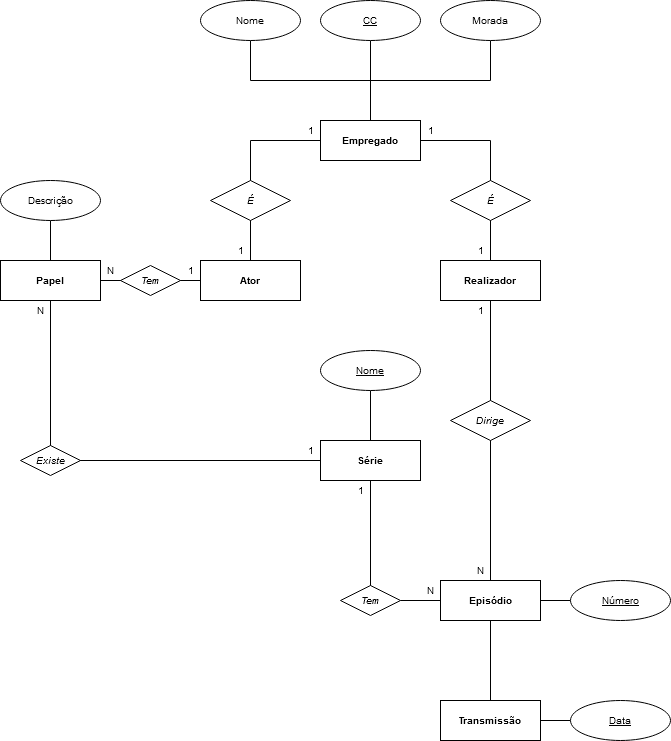 Nome
CC
Morada
1
Empregado
1
É
É
Descrição
1
1
Papel
N
Tem
1
Ator
Realizador
N
1
Nome
Dirige
Existe
1
Série
1
N
Tem
N
Episódio
Número
Transmissão
Data